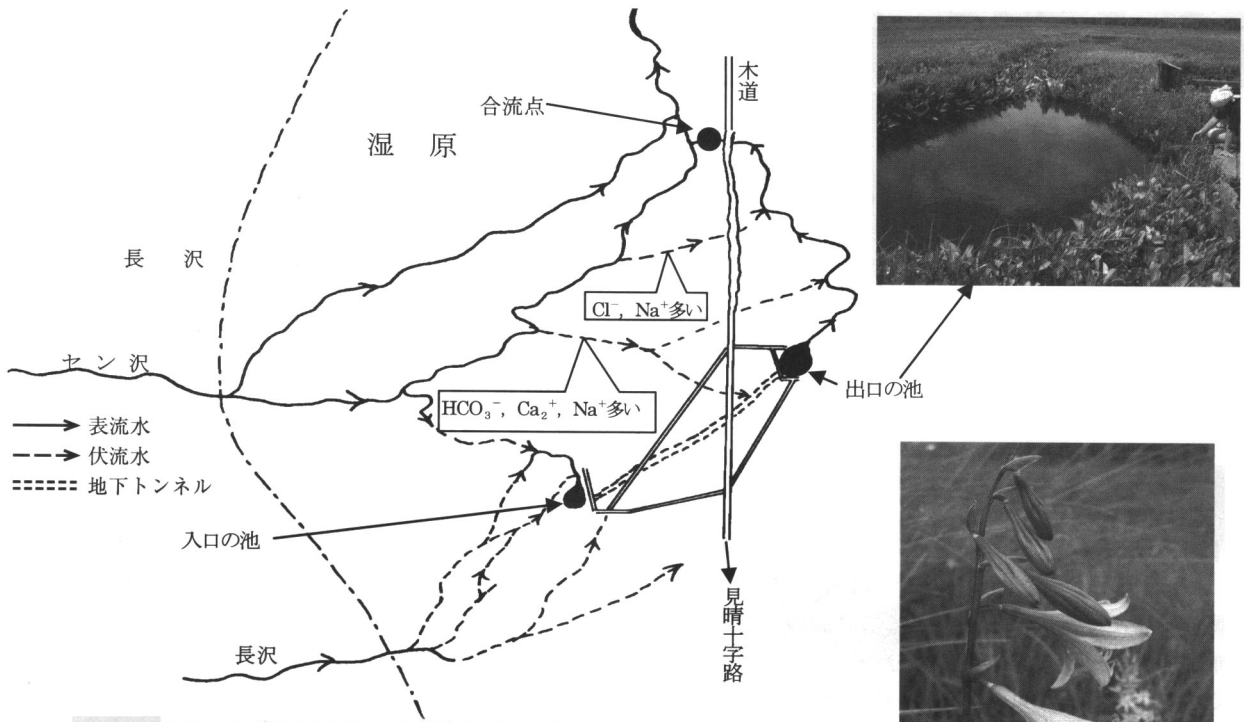 木道
合流点
湿原
長沢
Cl⁻, Na⁺多い
セン沢
HCO₃⁻, Ca₂⁺, Na⁺多い
出口の池
表流水
伏流水
地下トンネル
入口の池
見晴十字路
長沢